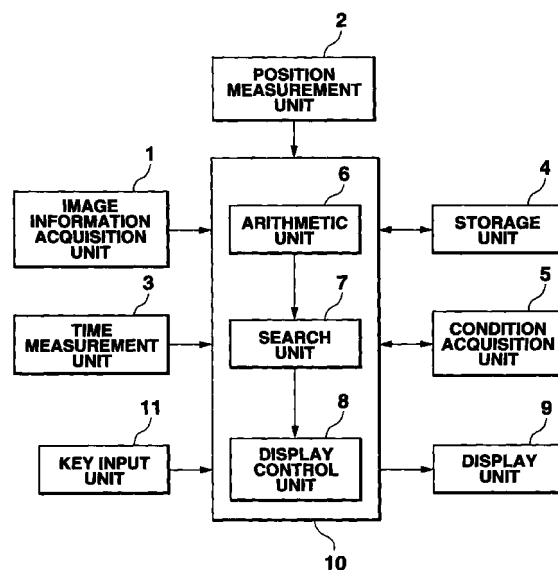 2
POSITION
MEASUREMENT
UNIT
1
IMAGE
INFORMATION
ACQUISITION
UNIT
6
ARITHMETIC
UNIT
4
STORAGE
UNIT
3
TIME
MEASUREMENT
UNIT
7
SEARCH
UNIT
5
CONDITION
ACQUISITION
UNIT
11
KEY INPUT
UNIT
8
DISPLAY
CONTROL
UNIT
9
DISPLAY
UNIT
10